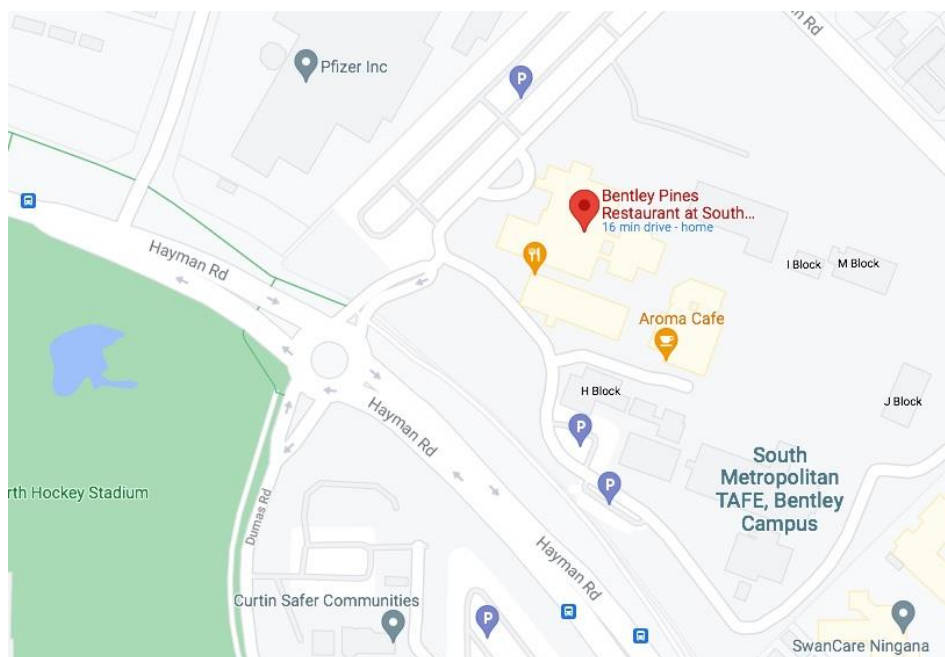 Rd
Pfizer Inc
P
Bentley Pines
Restaurant at South...
16 min drive - home
Hayman Rd
I Block
M Block
Aroma Cafe
H Block
J Block
Hayman Rd
P
South
Metropolitan
TAFE, Bentley
Campus
rth Hockey Stadium
P
Dumas Rd
Hayman Rd
Curtin Safer Communities
P
SwanCare Ningana